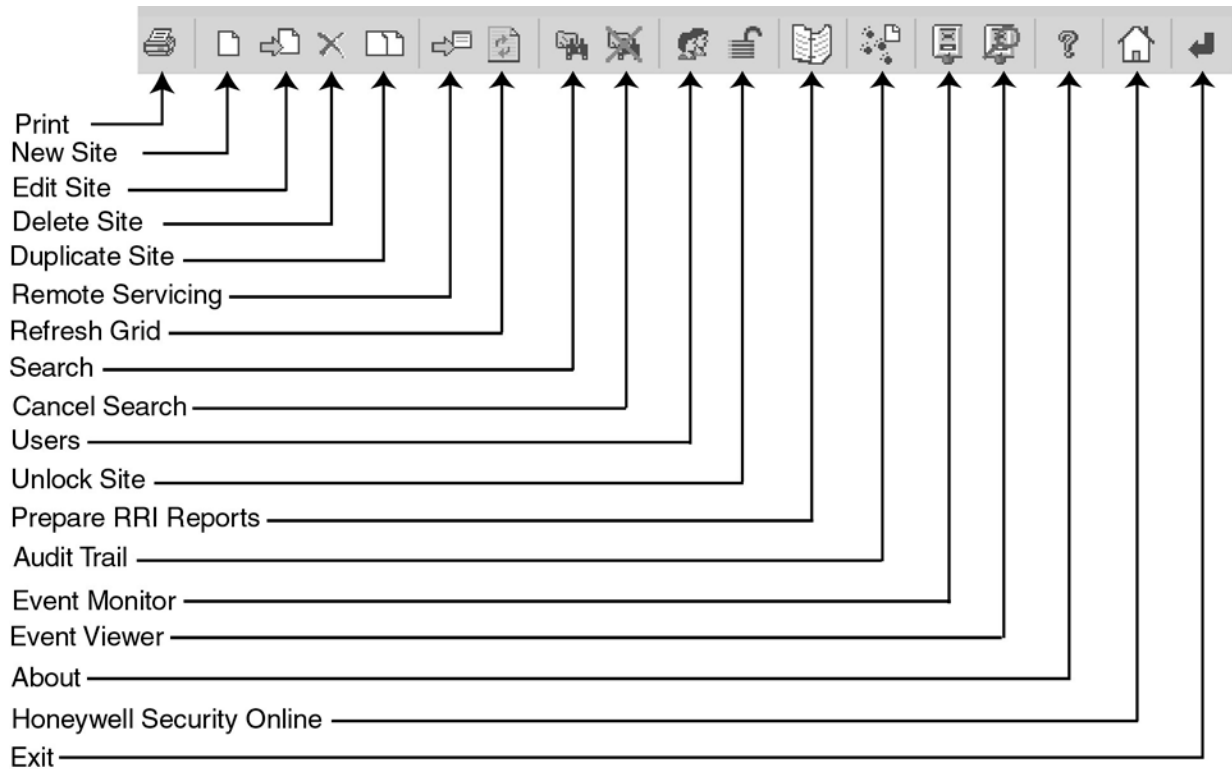 Print
New Site
Edit Site
Delete Site
Duplicate Site
Remote Servicing
Refresh Grid
Search
Cancel Search
Users
Unlock Site
Prepare RRI Reports
Audit Trail
Event Monitor
Event Viewer
About
Honeywell Security Online
Exit